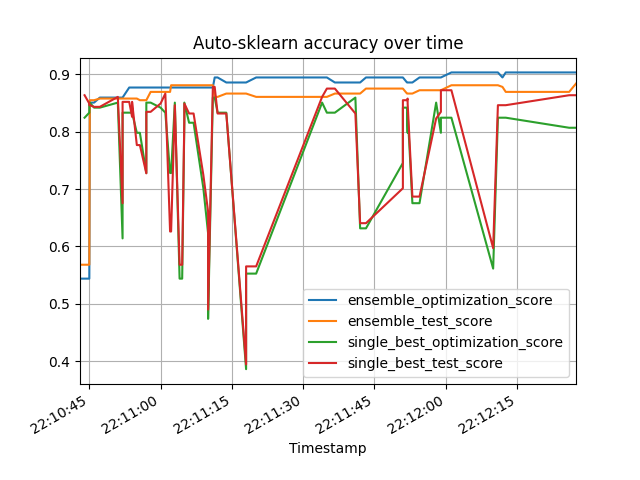 Auto-sklearn accuracy over time
0.9
0.8
0.7
0.6
0.5
0.4
ensemble_optimization_score
ensemble_test_score
single_best_optimization_score
single_best_test_score
22:10:45
22:11:00
22:11:15
22:11:30
22:11:45
22:12:00
22:12:15
Timestamp